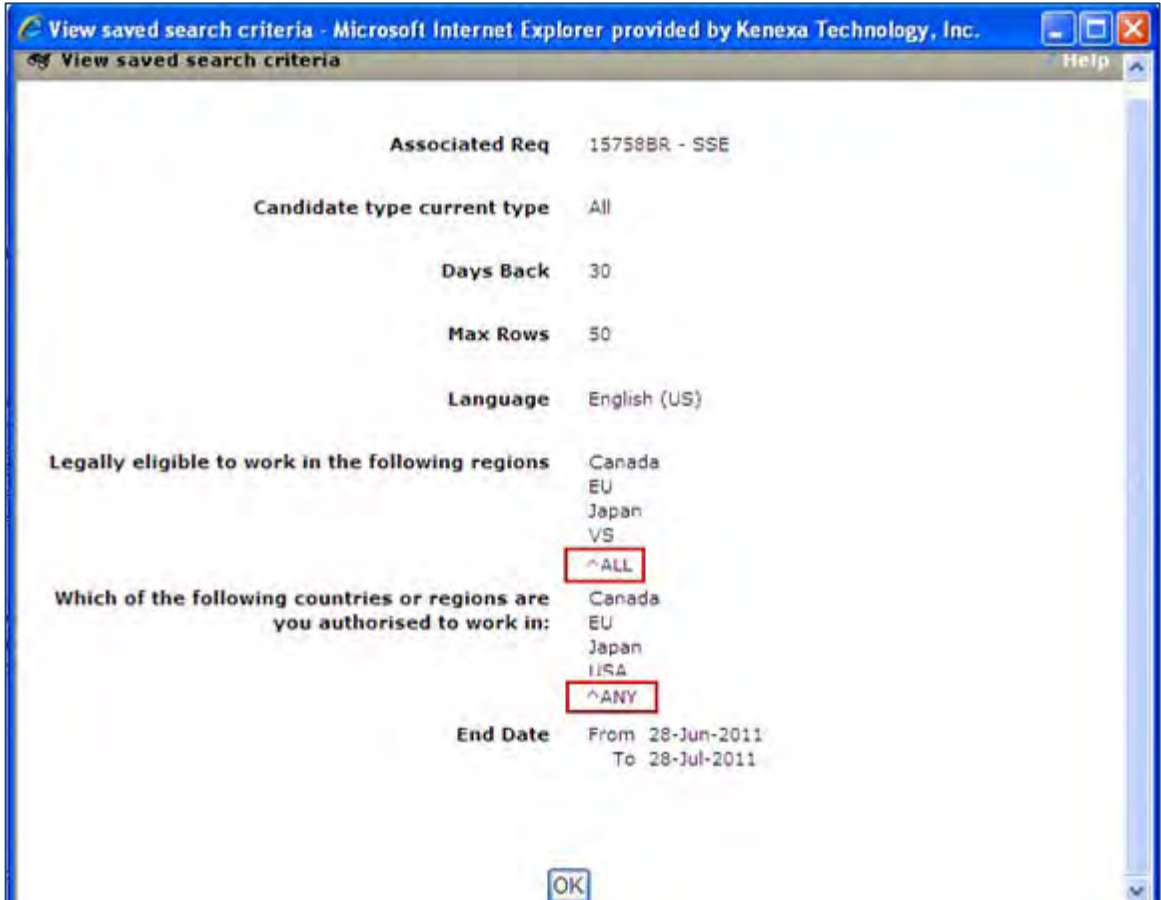 View saved search criteria - Microsoft Internet Explorer provided by Kenexa Technology, Inc.
View saved search criteria Help
Associated Req 15758BR - SSE
Candidate type current type All
Days Back 30
Max Rows 50
Language English (US)
Legally eligible to work in the following regions Canada
EU
Japan
VS
^ALL
Which of the following countries or regions are Canada
you authorised to work in: EU
Japan
USA
^ANY
End Date From 28-Jun-2011
To 28-Jul-2011
OK